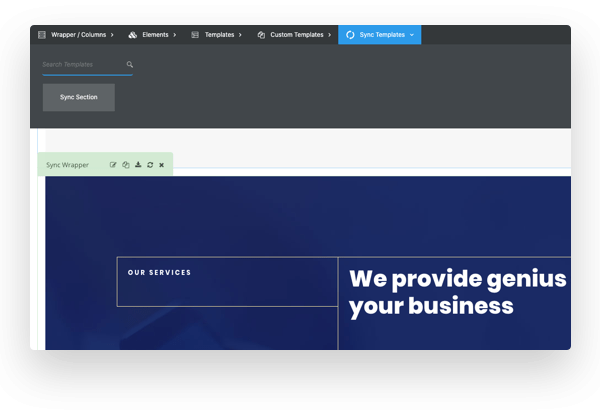 Wrapper / Columns Elements Templates Custom Templates Sync Templates
Search Templates
Sync Section
Sync Wrapper
OUR SERVICES
We provide genius
your business